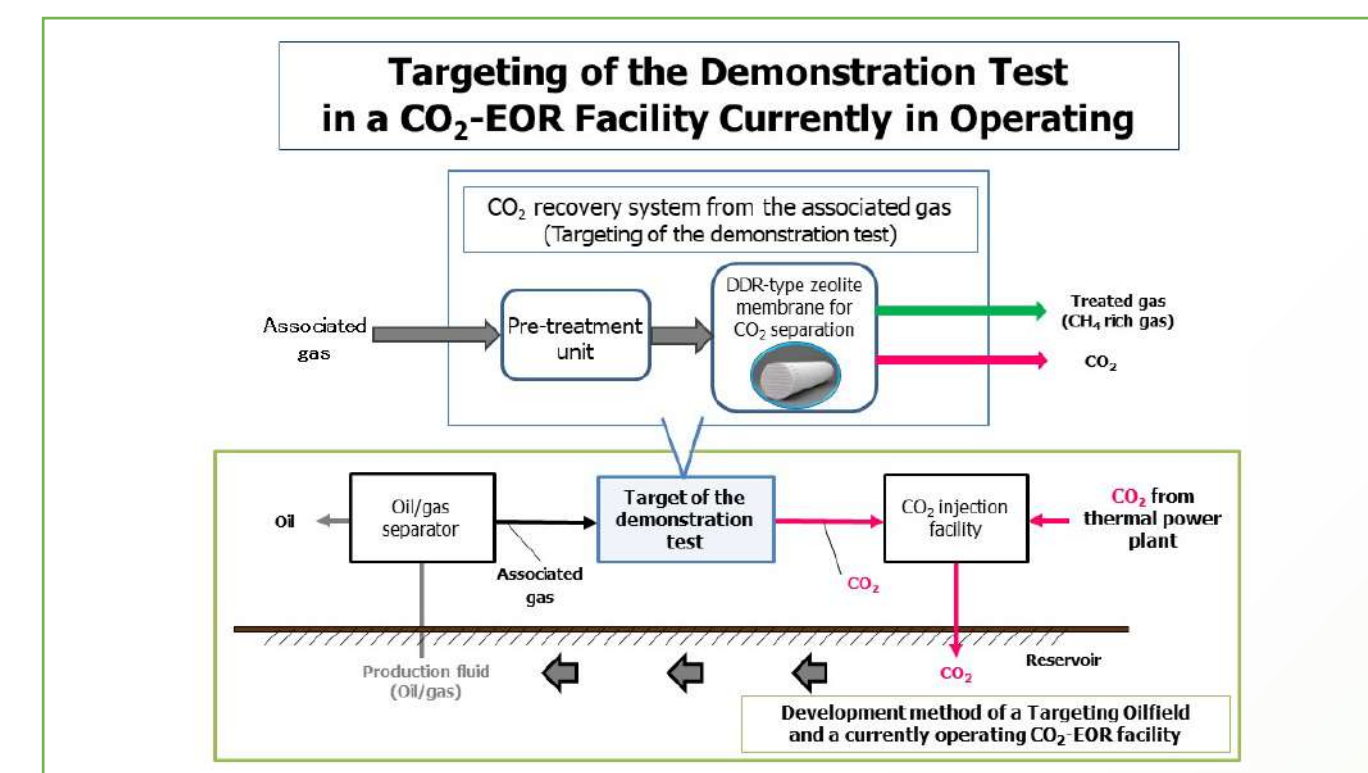 Targeting of the Demonstration Test
in a CO₂-EOR Facility Currently in Operating
CO₂ recovery system from the associated gas
(Targeting of the demonstration test)
Associated
gas
Pre-treatment
unit
DDR-type zeolite
membrane for
CO₂ separation
Treated gas
(CH₄ rich gas)
CO₂
Oil
Oil/gas
separator
Associated
gas
Target of the
demonstration
test
CO₂
CO₂ injection
facility
CO₂ from
thermal power
plant
Production fluid
(Oil/gas)
CO₂
Reservoir
Development method of a Targeting Oilfield
and a currently operating CO₂-EOR facility